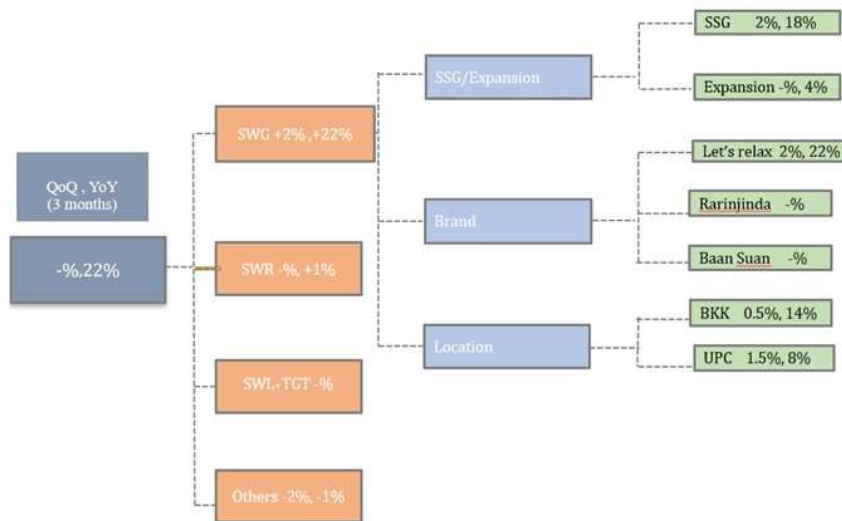 QoQ , YoY
(3 months)
-%,22%
SWG +2% ,+22%
SWR -%, +1%
SWL+TGT -%
Others -2%, -1%
SSG/Expansion
Brand
Location
SSG 2%, 18%
Expansion -%, 4%
Let's relax 2%, 22%
Rarinjinda -%
Baan Suan -%
BKK 0.5%, 14%
UPC 1.5%, 8%